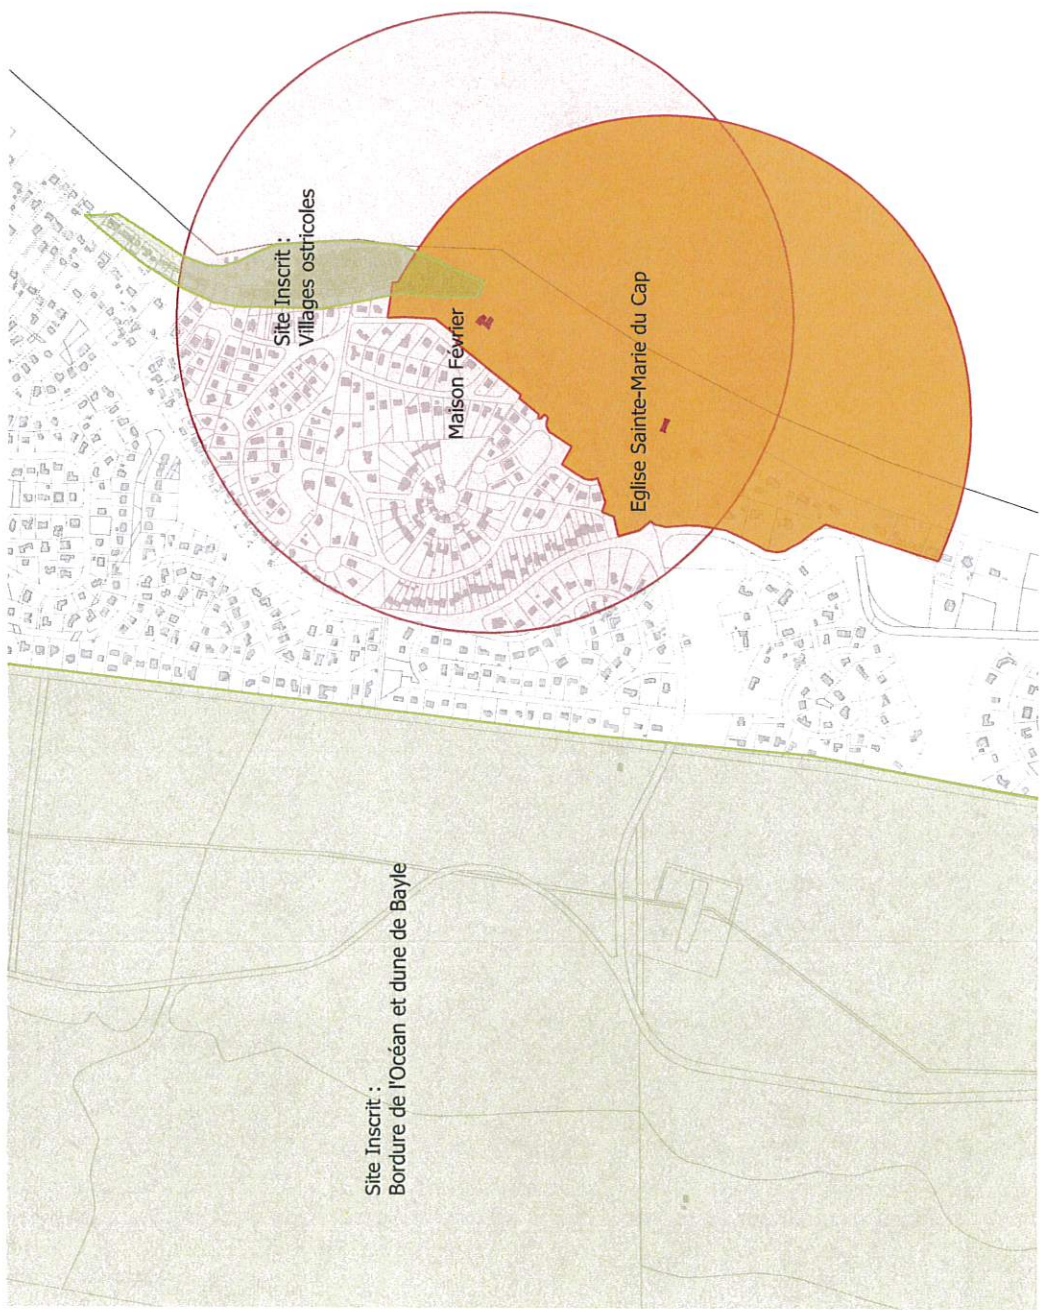 Site Inscrit :
Villages ostricoles
Maison Février
Eglise Sainte-Marie du Cap
Site Inscrit :
Bordure de l'Océan et dune de Bayle